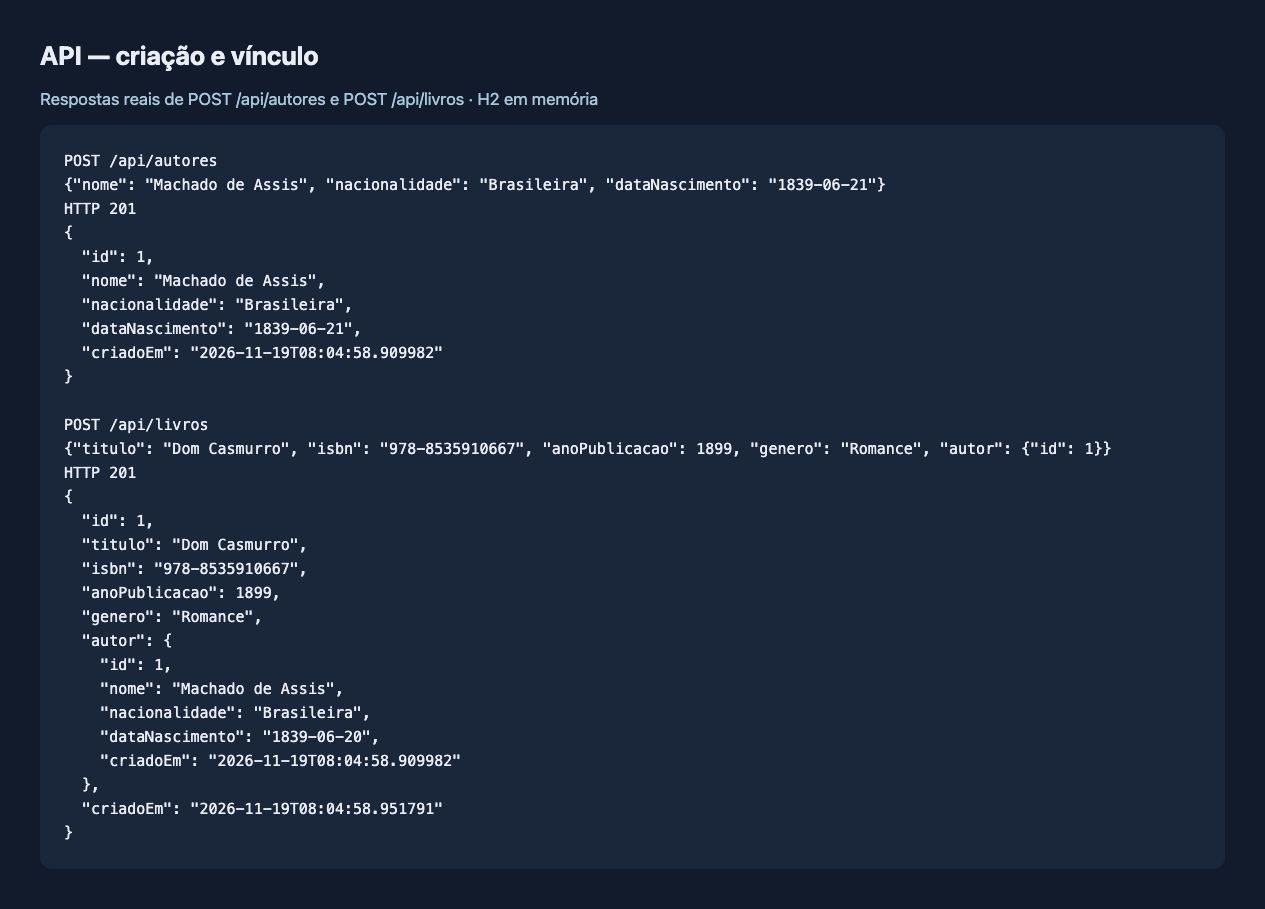 API — criação e vínculo
Respostas reais de POST /api/autores e POST /api/livros · H2 em memória
POST /api/autores
{"nome": "Machado de Assis", "nacionalidade": "Brasileira", "dataNascimento": "1839-06-21"}
HTTP 201
{
  "id": 1,
  "nome": "Machado de Assis",
  "nacionalidade": "Brasileira",
  "dataNascimento": "1839-06-21",
  "criadoEm": "2026-11-19T08:04:58.909982"
}
POST /api/livros
{"titulo": "Dom Casmurro", "isbn": "978-8535910667", "anoPublicacao": 1899, "genero": "Romance", "autor": {"id": 1}}
HTTP 201
{
  "id": 1,
  "titulo": "Dom Casmurro",
  "isbn": "978-8535910667",
  "anoPublicacao": 1899,
  "genero": "Romance",
  "autor": {
    "id": 1,
    "nome": "Machado de Assis",
    "nacionalidade": "Brasileira",
    "dataNascimento": "1839-06-20",
    "criadoEm": "2026-11-19T08:04:58.909982"
  },
  "criadoEm": "2026-11-19T08:04:58.951791"
}